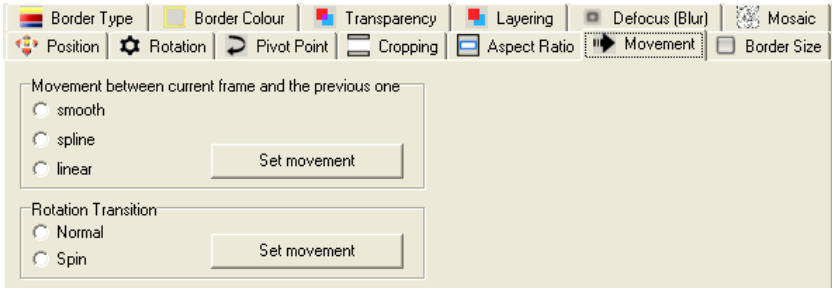 Border Type Border Colour Transparency Layering Defocus (Blur) Mosaic
Position Rotation Pivot Point Cropping Aspect Ratio Movement Border Size
Movement between current frame and the previous one
smooth
spline
linear
Set movement
Rotation Transition
Normal
Spin
Set movement